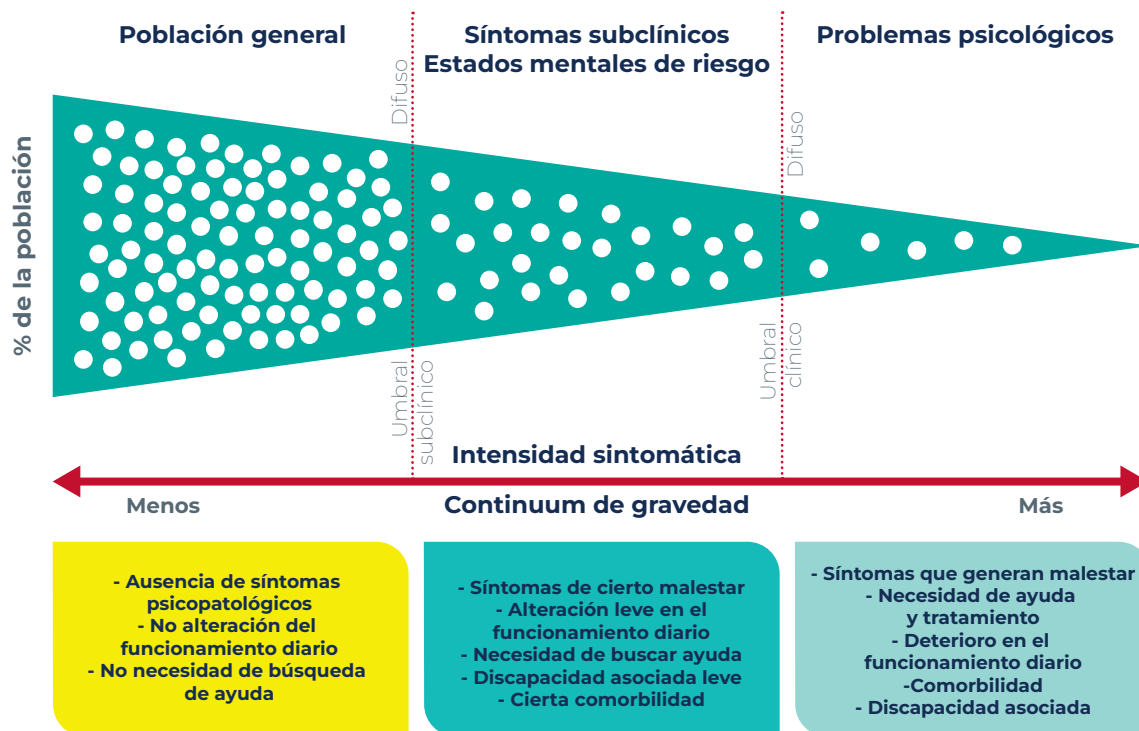 Población general
Síntomas subclínicos
Estados mentales de riesgo
Problemas psicológicos
% de la población
Difuso
Umbral
subclínico
Difuso
Umbral
clínico
Intensidad sintomática
Menos
Continuum de gravedad
Más
- Ausencia de síntomas
psicopatológicos
- No alteración del
funcionamiento diario
- No necesidad de búsqueda
de ayuda
- Síntomas de cierto malestar
- Alteración leve en el
funcionamiento diario
- Necesidad de buscar ayuda
- Discapacidad asociada leve
- Cierta comorbilidad
- Síntomas que generan malestar
- Necesidad de ayuda
y tratamiento
- Deterioro en el
funcionamiento diario
-Comorbilidad
- Discapacidad asociada